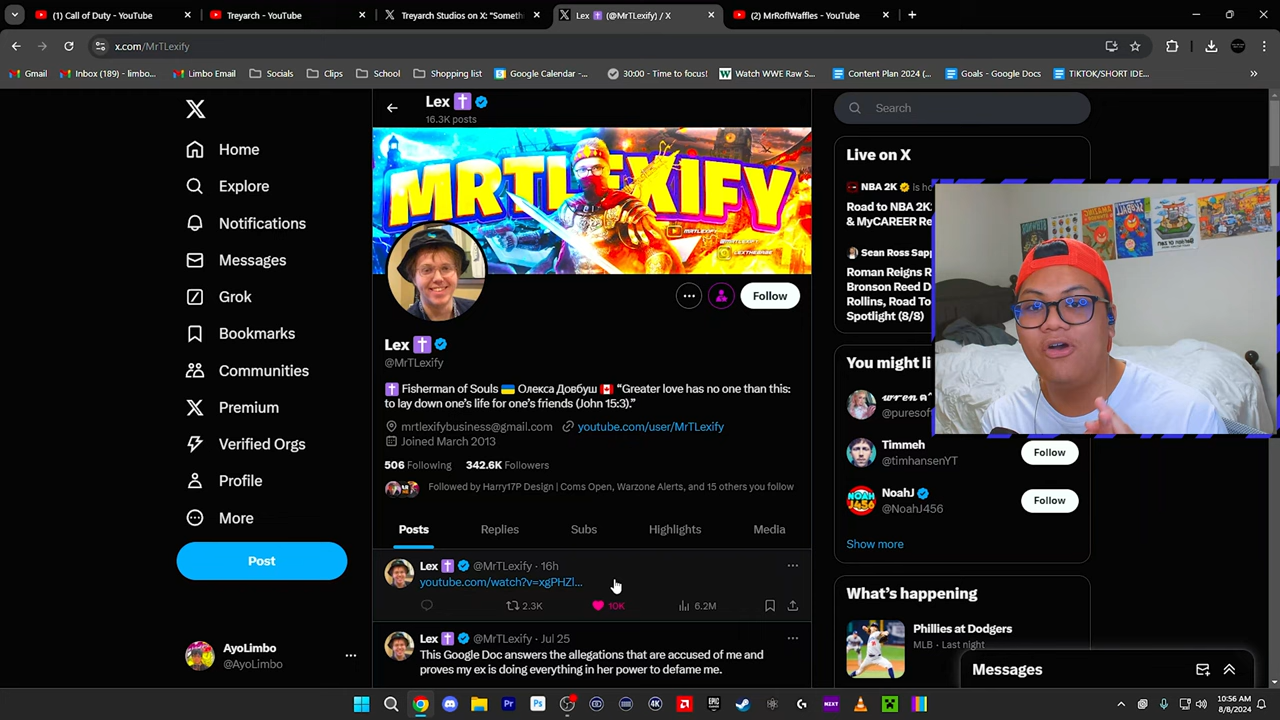 (1) Call of Duty - YouTube
Treyarch - YouTube
Treyarch Studios on X: "Someth
Lex ✝ (@MrTLexify) / X
(2) MrRoflWaffles - YouTube
x.com/MrTLexify
Gmail
Inbox (189) - limbo...
Limbo Email
Socials
Clips
School
Shopping list
Google Calendar -...
30:00 - Time to focus!
Watch WWE Raw S...
Content Plan 2024 (...
Goals - Google Docs
TIKTOK/SHORT IDE...
Home
Explore
Notifications
Messages
Grok
Bookmarks
Communities
Premium
Verified Orgs
Profile
More
Post
AyoLimbo
@AyoLimbo
Lex ✝
16.3K posts
MRTLEXIFY
Follow
Lex ✝
@MrTLexify
✝ Fisherman of Souls 🇺🇦 Олекса Довбуш 🇨🇦 “Greater love has no one than this:
to lay down one’s life for one’s friends (John 15:3).”
mrtlexifybusiness@gmail.com youtube.com/user/MrTLexify
Joined March 2013
506 Following 342.6K Followers
Followed by Harry17P Design | Coms Open, Warzone Alerts, and 15 others you follow
Posts Replies Subs Highlights Media
Lex ✝ @MrTLexify · 16h
youtube.com/watch?v=xgPHZl...
2.3K 10K 6.2M
Lex ✝ @MrTLexify · Jul 25
This Google Doc answers the allegations that are accused of me and
proves my ex is doing everything in her power to defame me.
Search
Live on X
NBA 2K is ho
Road to NBA 2K
& MyCAREER Re
Sean Ross Sapp
Roman Reigns R
Bronson Reed D
Rollins, Road To
Spotlight (8/8)
You might li
@puresof
Timmeh
@timhansenYT
Follow
NoahJ
@NoahJ456
Follow
Show more
What’s happening
Phillies at Dodgers
MLB · Last night
Messages
10:56 AM
8/8/2024